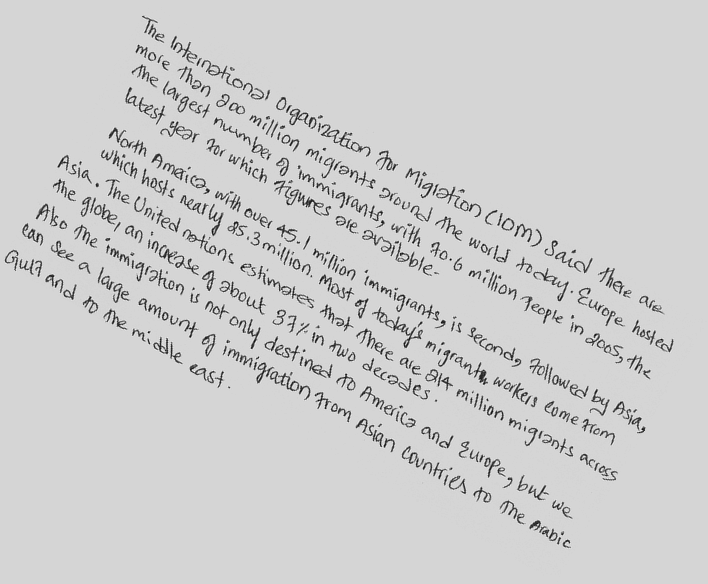 The International Organization for Migration (IOM) said there are
more than 200 million migrants around the world today. Europe hosted
the largest number of immigrants, with 70.6 million people in 2005, the
latest year for which figures are available.
North America, with over 45.1 million immigrants, is second, followed by Asia,
which hosts nearly 25.3 million. Most of today's migrants workers come from
Asia. The United nations estimates that there are 214 million migrants across
the globe, an increase of about 37% in two decades.
Also the immigration is not only destined to America and Europe, but we
can see a large amount of immigration from Asian countries to the Arabic
Gulf and to the middle east.